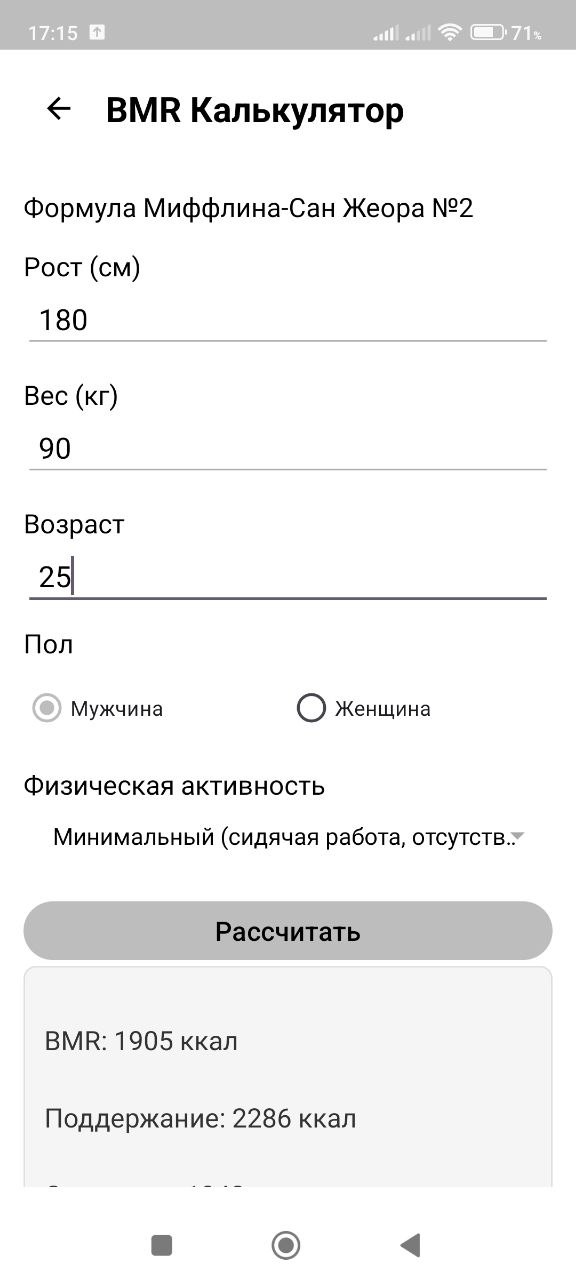 17:15
71%
BMR Калькулятор
Формула Миффлина-Сан Жеора №2
Рост (см)
180
Вес (кг)
90
Возраст
25
Пол
Мужчина
Женщина
Физическая активность
Минимальный (сидячая работа, отсутств..
Рассчитать
BMR: 1905 ккал
Поддержание: 2286 ккал